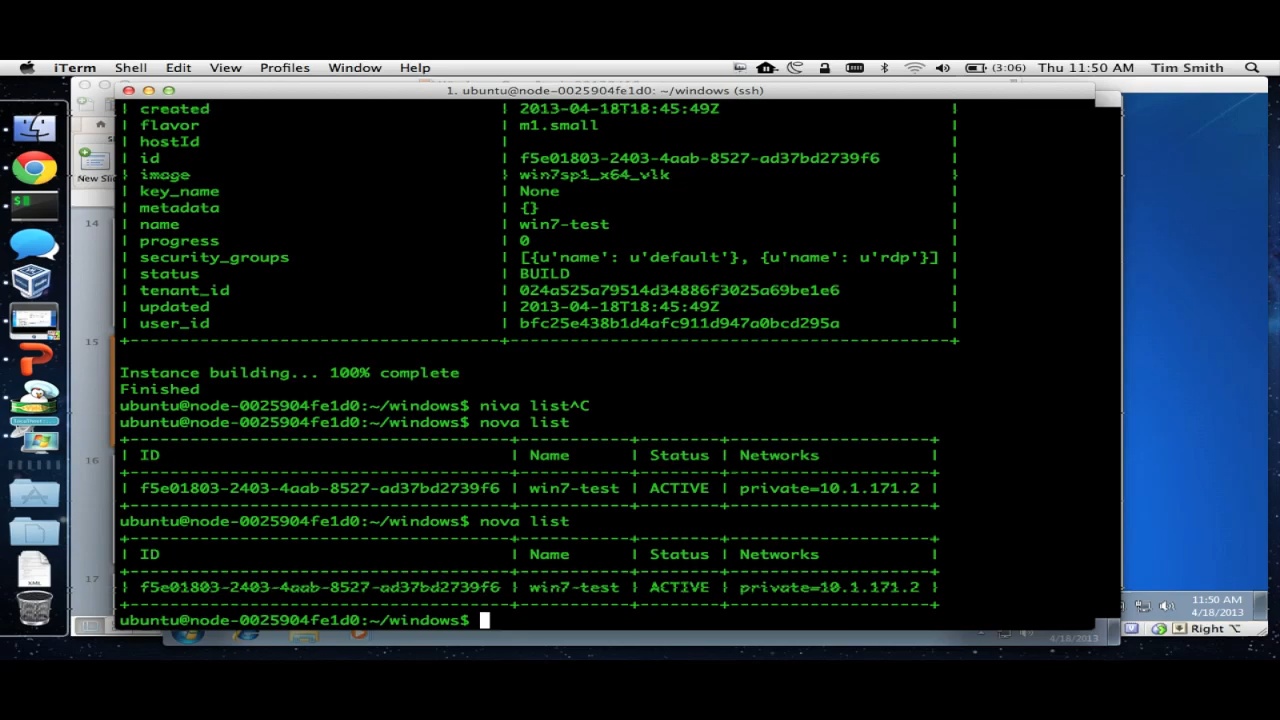 iTerm Shell Edit View Profiles Window Help (3:06) Thu 11:50 AM Tim Smith
1. ubuntu@node-0025904fe1d0: ~/windows (ssh)
| created | 2013-04-18T18:45:49Z |
| flavor | m1.small |
| hostId | |
| id | f5e01803-2403-4aab-8527-ad37bd2739f6 |
| image | win7sp1_x64_vlk |
| key_name | None |
| metadata | {} |
| name | win7-test |
| progress | 0 |
| security_groups | [{u'name': u'default'}, {u'name': u'rdp'}] |
| status | BUILD |
| tenant_id | 024a525a79514d34886f3025a69be1e6 |
| updated | 2013-04-18T18:45:49Z |
| user_id | bfc25e438b1d4afc911d947a0bcd295a |
Instance building... 100% complete
Finished
ubuntu@node-0025904fe1d0:~/windows$ niva list^C
ubuntu@node-0025904fe1d0:~/windows$ nova list
| ID | Name | Status | Networks |
| f5e01803-2403-4aab-8527-ad37bd2739f6 | win7-test | ACTIVE | private=10.1.171.2 |
ubuntu@node-0025904fe1d0:~/windows$ nova list
| ID | Name | Status | Networks |
| f5e01803-2403-4aab-8527-ad37bd2739f6 | win7-test | ACTIVE | private=10.1.171.2 |
ubuntu@node-0025904fe1d0:~/windows$
New Sli
14
15
16
17
XML
11:50 AM
4/18/2013
Right ⌥
4/18/2013